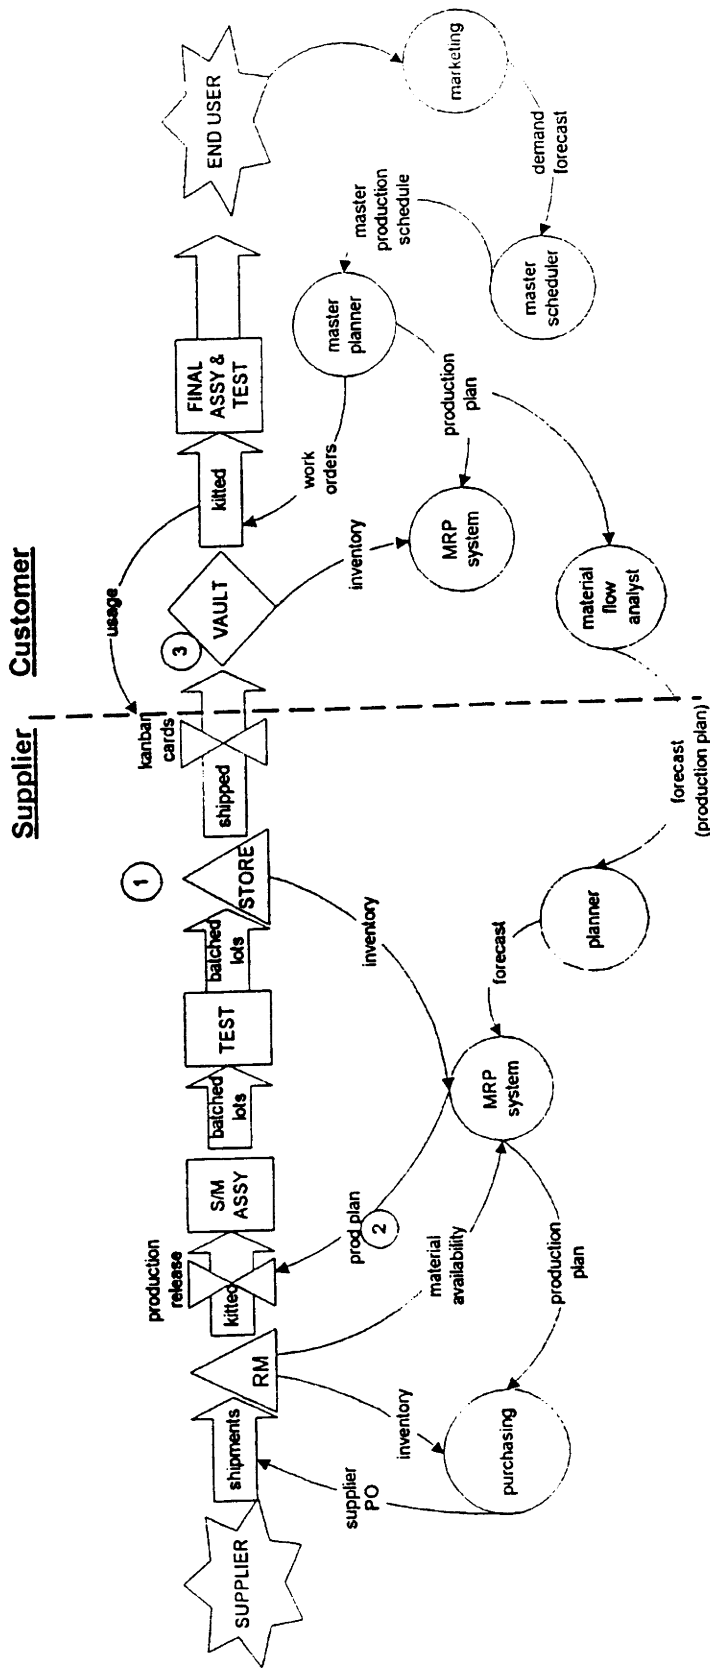 Supplier
Customer
SUPPLIER
shipments
RM
production
release
kitted
S/M
ASSY
batched
lots
TEST
batched
lots
1
STORE
kanban
cards
shipped
usage
3
VAULT
kitted
FINAL
ASSY &
TEST
END USER
supplier
PO
inventory
purchasing
material
availability
prod plan
2
production
plan
MRP
system
inventory
forecast
planner
forecast
(production plan)
inventory
work
orders
MRP
system
material
flow
analyst
production
plan
master
planner
master
production
schedule
master
scheduler
demand
forecast
marketing